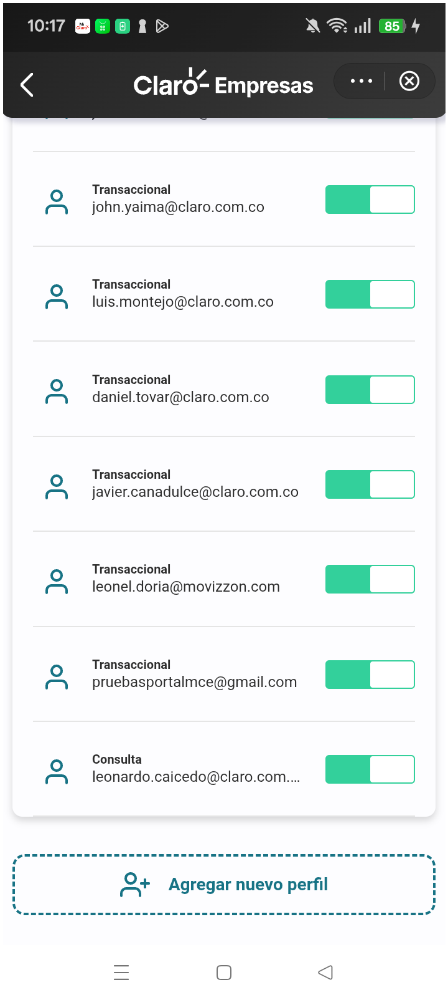 10:17
Mi
Claro
85
Claro- Empresas
Transaccional
john.yaima@claro.com.co
Transaccional
luis.montejo@claro.com.co
Transaccional
daniel.tovar@claro.com.co
Transaccional
javier.canadulce@claro.com.co
Transaccional
leonel.doria@movizzon.com
Transaccional
pruebasportalmce@gmail.com
Consulta
leonardo.caicedo@claro.com....
Agregar nuevo perfil